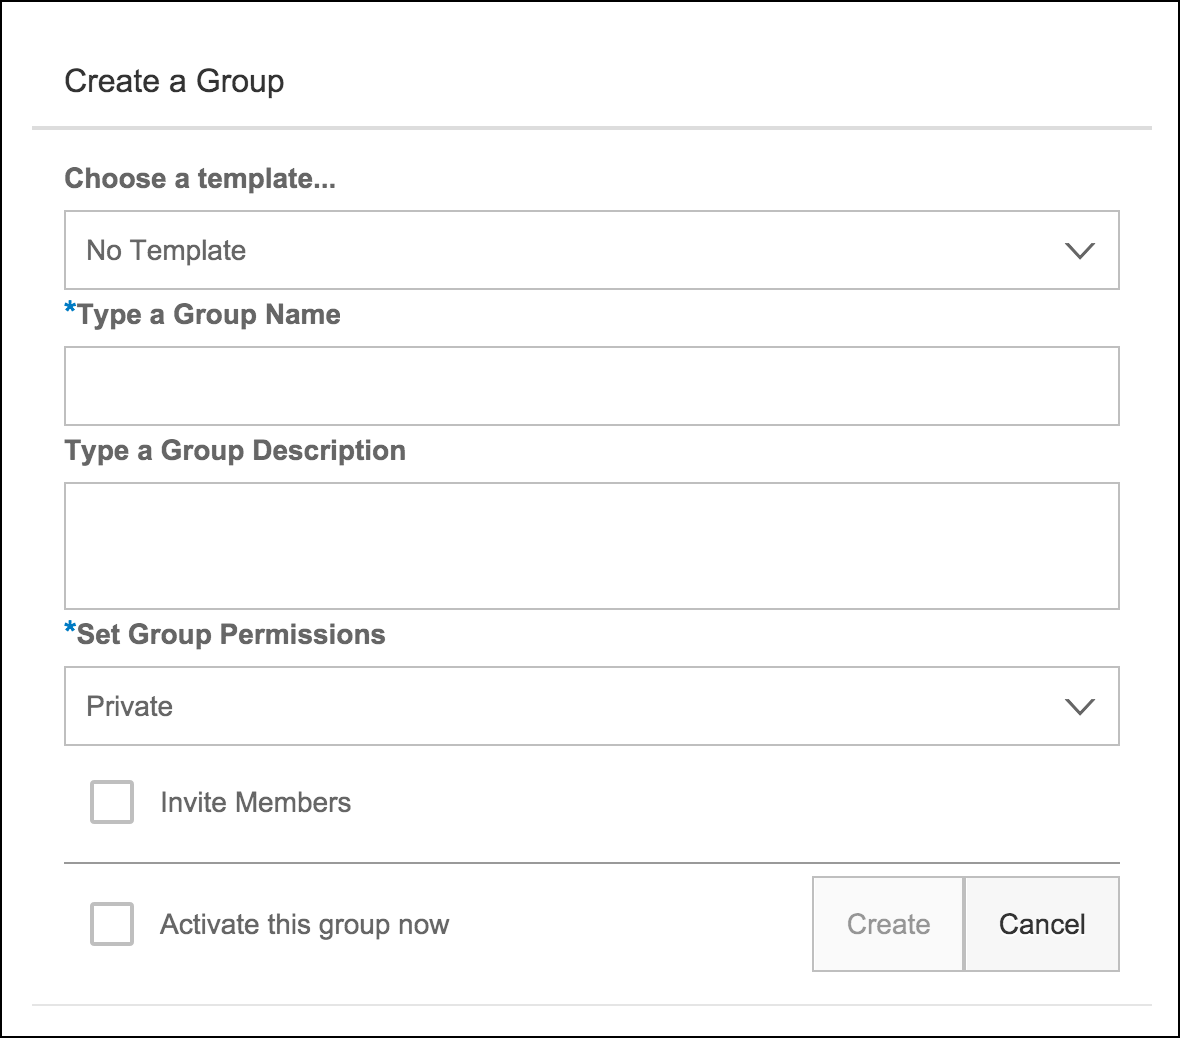 Create a Group
Choose a template...
No Template
*Type a Group Name
Type a Group Description
*Set Group Permissions
Private
Invite Members
Activate this group now
Create
Cancel